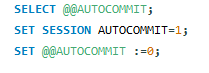 SELECT @@AUTOCOMMIT;
SET SESSION AUTOCOMMIT=1;
SET @@AUTOCOMMIT :=0;